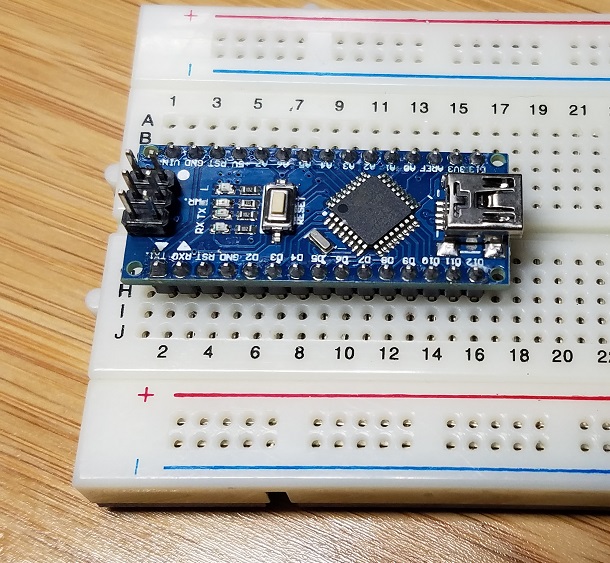 +
1 3 5 7 9 11 13 15 17 19 21
A
B
VIN GND RST 5V A7 A6 A5 A4 A3 A2 A1 A0 AREF 3V3 D13
L
PWR
RX
TX
RESET
TX1 RX0 RST GND D2 D3 D4 D5 D6 D7 D8 D9 D10 D11 D12
H
I
J
2 4 6 8 10 12 14 16 18 20 22
+